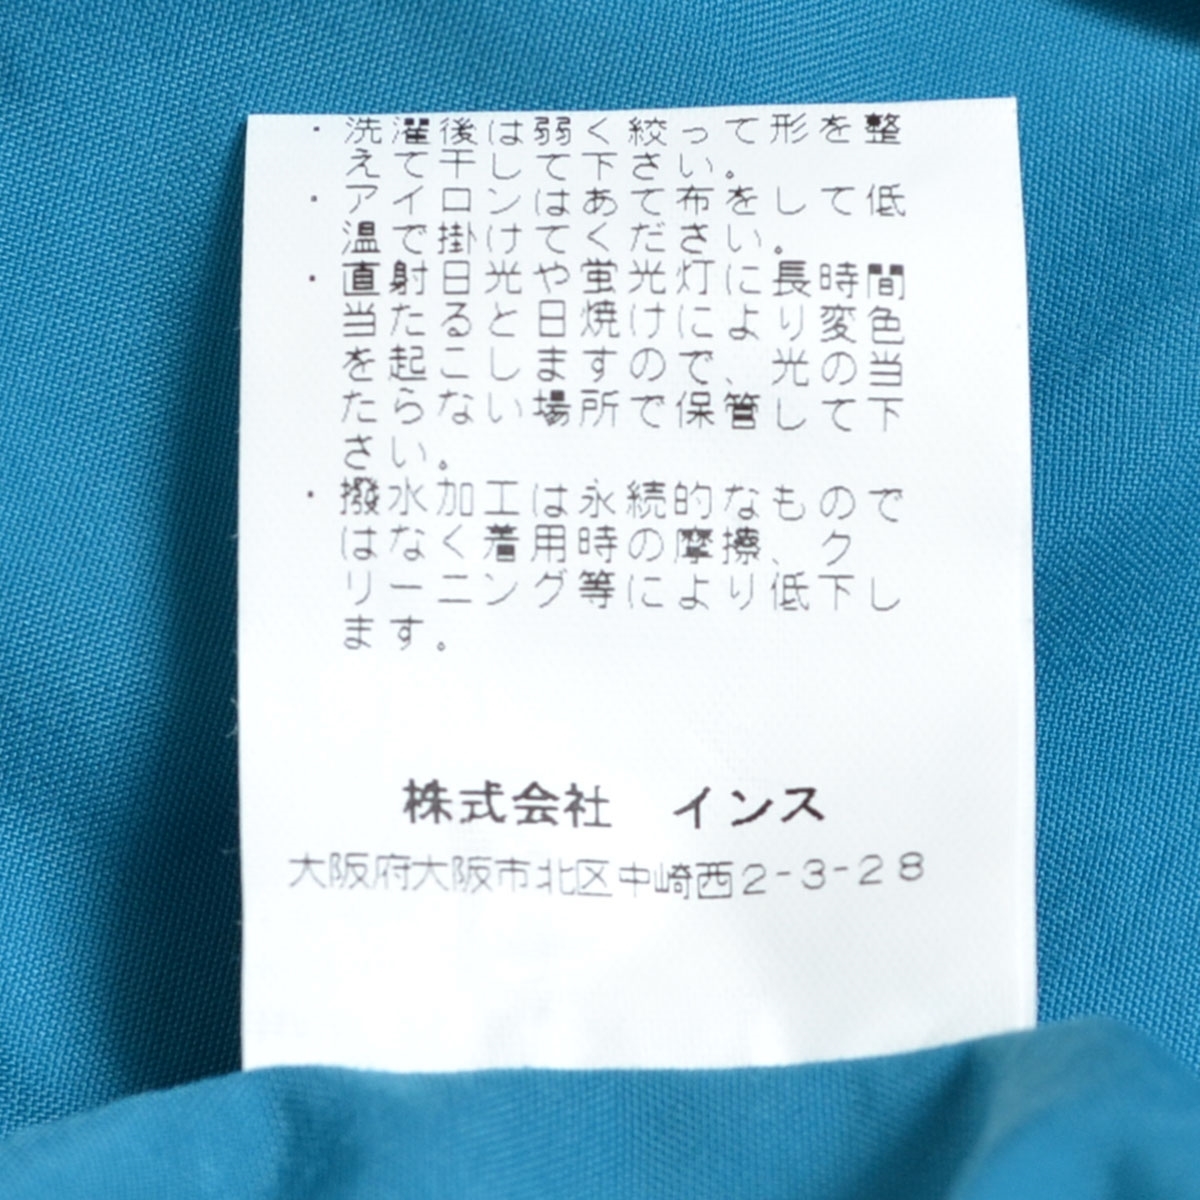 ・洗濯後は弱く絞って形を整
えて干して下さい。
・アイロンはあて布をして低
温で掛けてください。
・直射日光や蛍光灯に長時間
当たると日焼けにより変色
を起こしますので、光の当
たらない場所で保管して下
さい。
・撥水加工は永続的なもので
はなく着用時の摩擦、ク
リーニング等により低下し
ます。
株式会社 インス
大阪府大阪市北区中崎西2-3-28